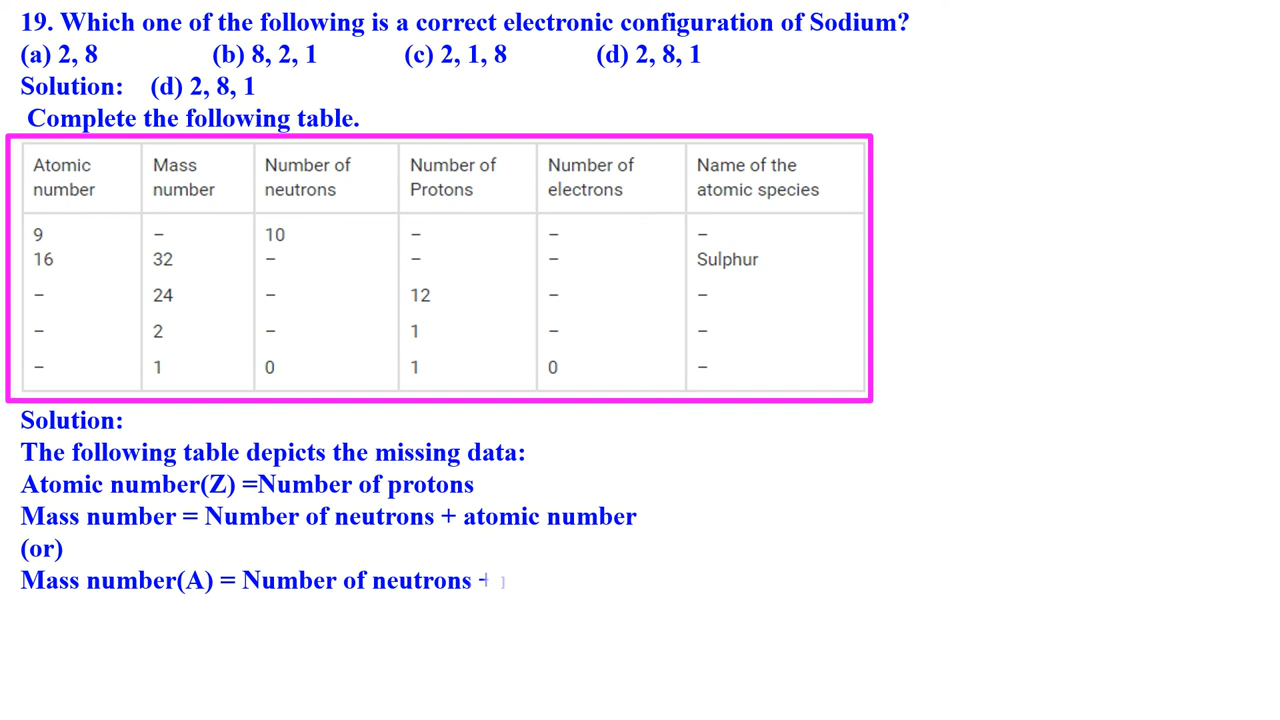 19. Which one of the following is a correct electronic configuration of Sodium?
(a) 2, 8 (b) 8, 2, 1 (c) 2, 1, 8 (d) 2, 8, 1
Solution: (d) 2, 8, 1
Complete the following table.
Atomic number Mass number Number of neutrons Number of Protons Number of electrons Name of the atomic species
9 – 10 – – –
16 32 – – – Sulphur
– 24 – 12 – –
– 2 – 1 – –
– 1 0 1 0 –
Solution:
The following table depicts the missing data:
Atomic number(Z) =Number of protons
Mass number = Number of neutrons + atomic number
(or)
Mass number(A) = Number of neutrons +